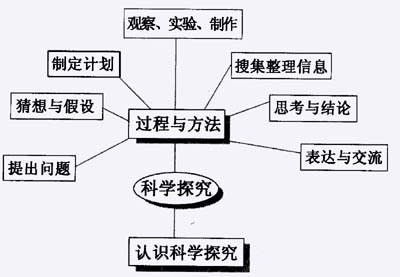 观察、实验、制作
制定计划
搜集整理信息
猜想与假设
思考与结论
过程与方法
提出问题
表达与交流
科学探究
认识科学探究